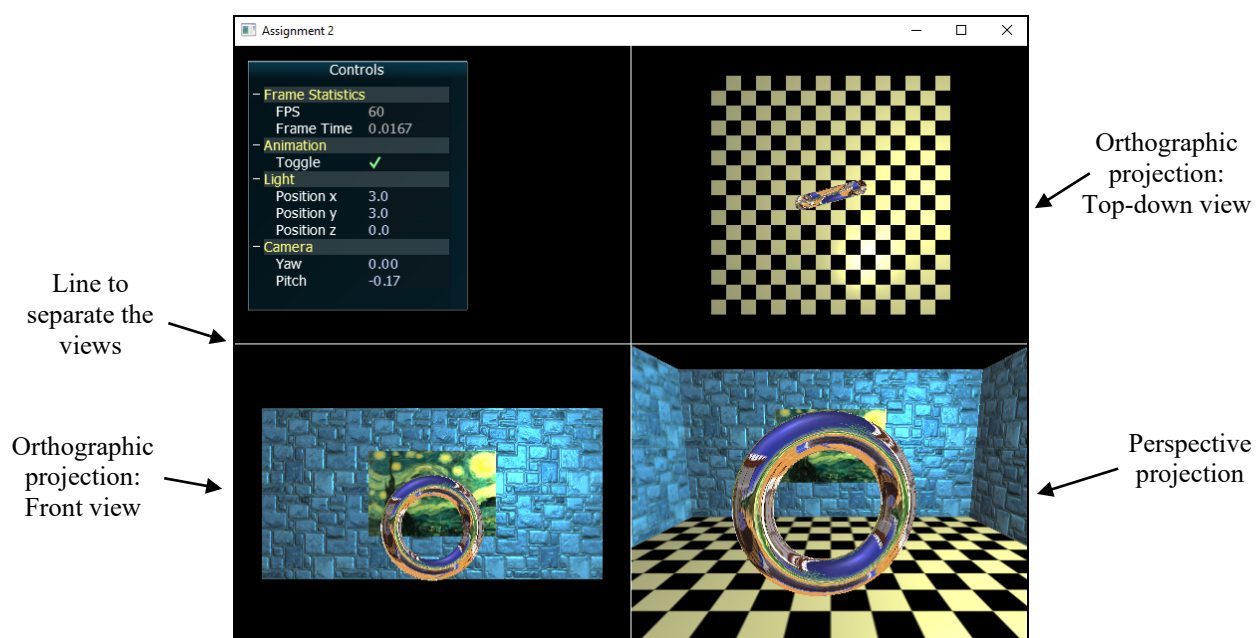 Assignment 2
Controls
− Frame Statistics
FPS 60
Frame Time 0.0167
− Animation
Toggle ✓
− Light
Position x 3.0
Position y 3.0
Position z 0.0
− Camera
Yaw 0.00
Pitch -0.17
Orthographic
projection:
Top-down view
Line to
separate the
views
Orthographic
projection:
Front view
Perspective
projection